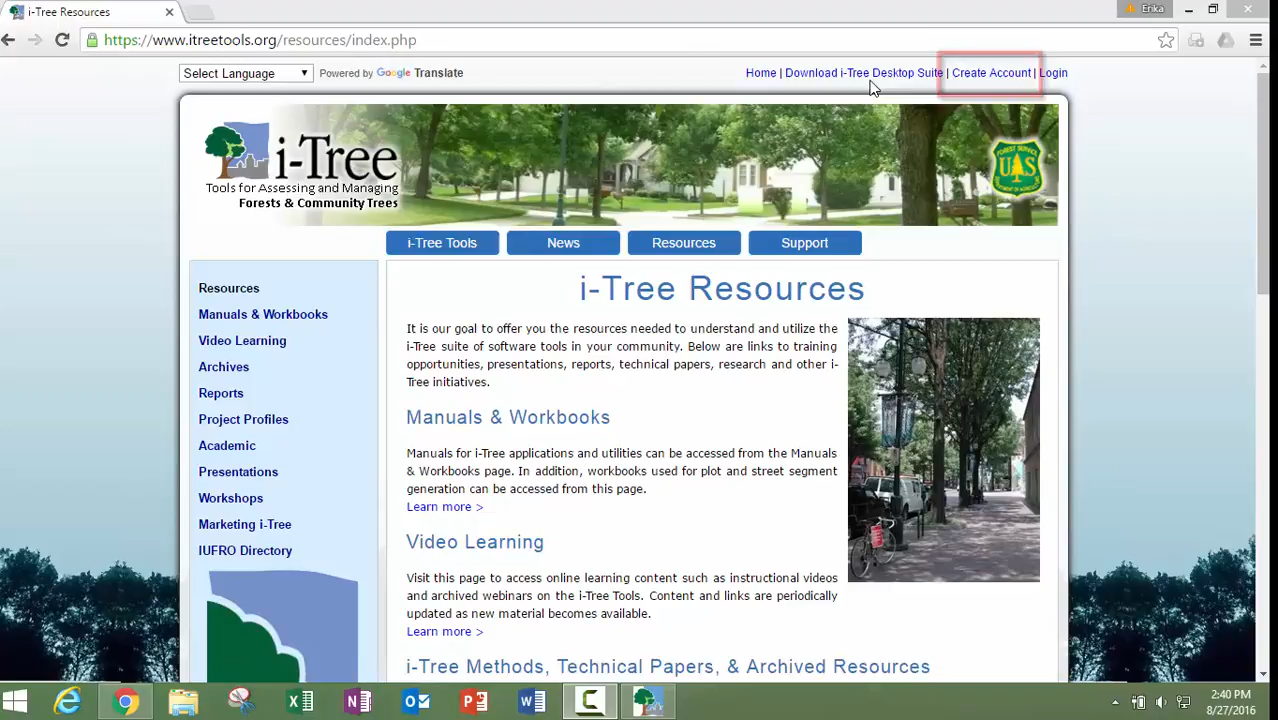 i-Tree Resources
Erika
https://www.itreetools.org/resources/index.php
Select Language
Powered by Google Translate
Home | Download i-Tree Desktop Suite | Create Account | Login
i-Tree
Tools for Assessing and Managing
Forests & Community Trees
FOREST SERVICE
U S
DEPARTMENT OF AGRICULTURE
i-Tree Tools
News
Resources
Support
Resources
Manuals & Workbooks
Video Learning
Archives
Reports
Project Profiles
Academic
Presentations
Workshops
Marketing i-Tree
IUFRO Directory
i-Tree Resources
It is our goal to offer you the resources needed to understand and utilize the
i-Tree suite of software tools in your community. Below are links to training
opportunities, presentations, reports, technical papers, research and other i-
Tree initiatives.
Manuals & Workbooks
Manuals for i-Tree applications and utilities can be accessed from the Manuals
& Workbooks page. In addition, workbooks used for plot and street segment
generation can be accessed from this page.
Learn more >
Video Learning
Visit this page to access online learning content such as instructional videos
and archived webinars on the i-Tree Tools. Content and links are periodically
updated as new material becomes available.
Learn more >
i-Tree Methods, Technical Papers, & Archived Resources
2:40 PM
8/27/2016